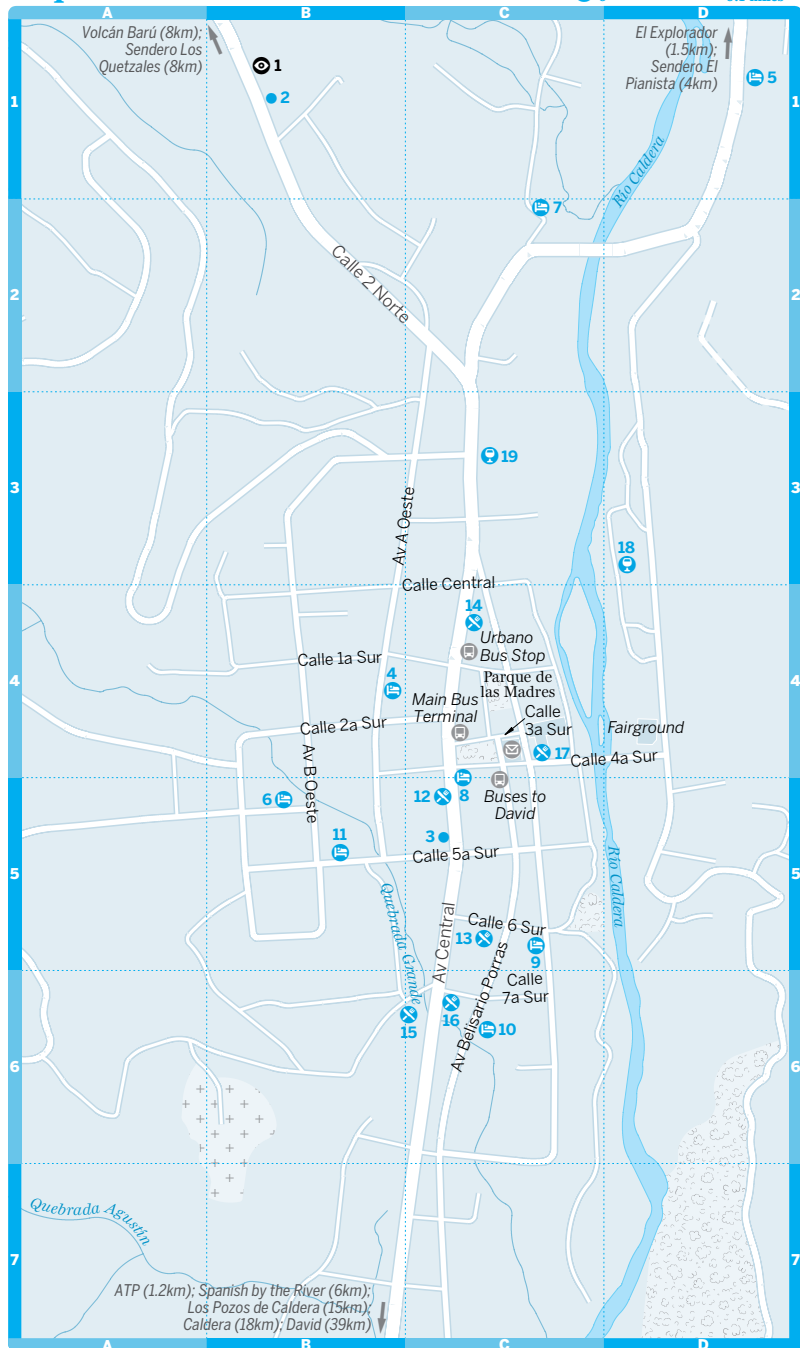 A
B
C
D
Volcán Barú (8km);
Sendero Los
Quetzales (8km)
El Explorador
(1.5km);
Sendero El
Pianista (4km)
1
2
5
1
1
Río Caldera
7
2
2
Calle 2 Norte
19
3
3
Av A Oeste
18
Calle Central
14
Urbano
Bus Stop
Calle 1a Sur
4
Parque de
las Madres
4
4
Main Bus
Terminal
Calle
3a Sur
Calle 2a Sur
Fairground
17
Calle 4a Sur
Av B Oeste
6
12
8
Buses to
David
3
11
Calle 5a Sur
5
5
Río Caldera
Quebrada Grande
Av Central
Calle 6 Sur
13
9
Av Belisario Porras
Calle
7a Sur
15
16
10
6
6
Quebrada Agustín
7
7
ATP (1.2km); Spanish by the River (6km);
Los Pozos de Caldera (15km);
Caldera (18km); David (39km)
A
B
C
D